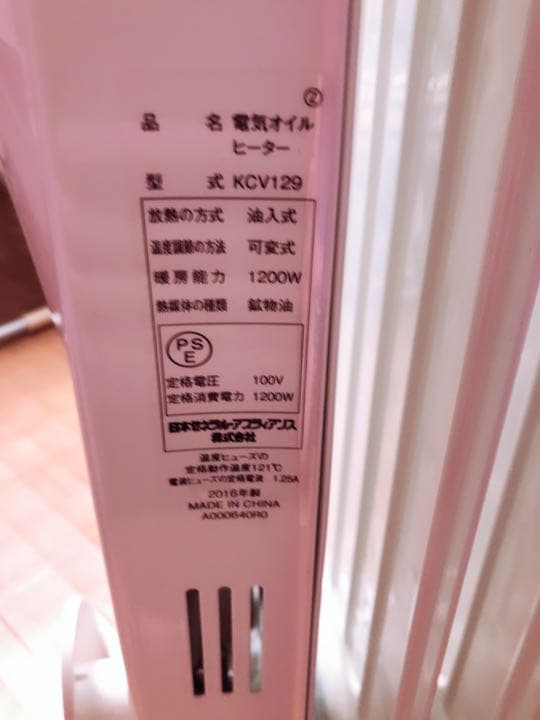 ②
品 名 電気オイル
ヒーター
型 式 KCV129
放熱の方式 油入式
温度調節の方法 可変式
暖房能力 1200W
熱媒体の種類 鉱物油
PS
E
定格電圧 100V
定格消費電力 1200W
日本ゼネラル・アプライアンス
株式会社
温度ヒューズの
定格動作温度121℃
電流ヒューズの定格電流 1.25A
2016年製
MADE IN CHINA
A000640R0